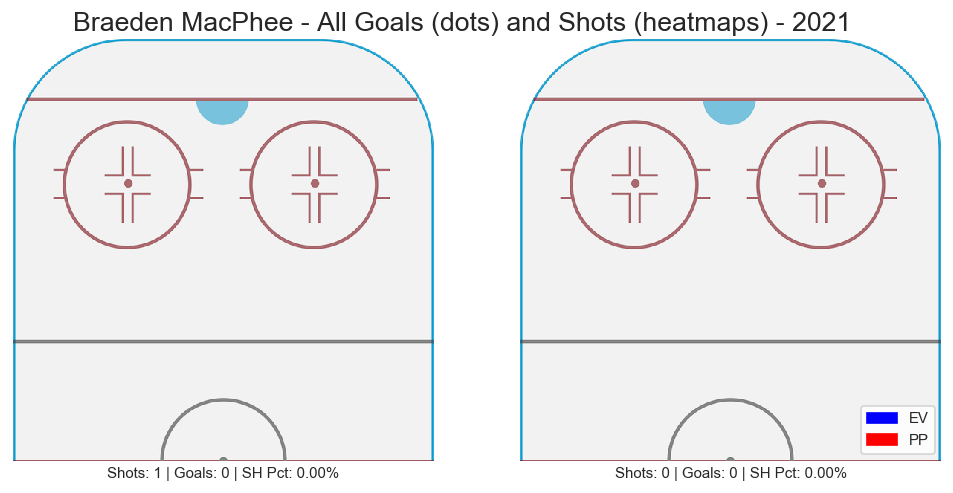 Braeden MacPhee - All Goals (dots) and Shots (heatmaps) - 2021
EV
PP
Shots: 1 | Goals: 0 | SH Pct: 0.00%
Shots: 0 | Goals: 0 | SH Pct: 0.00%